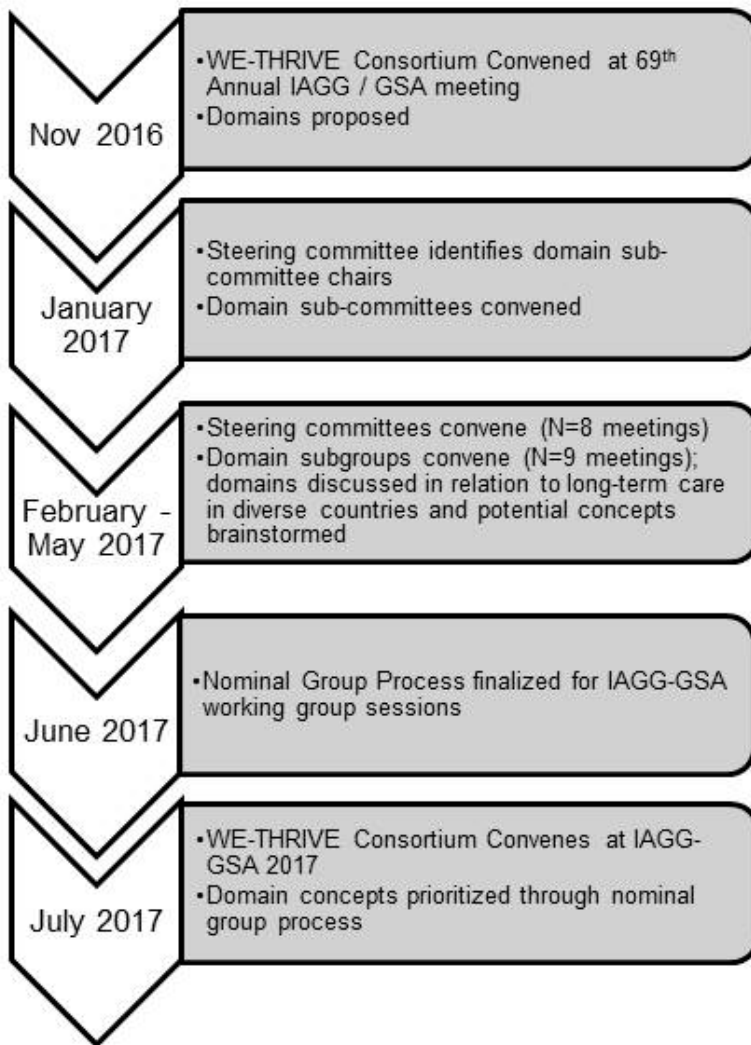 Nov 2016
•WE-THRIVE Consortium Convened at 69th
Annual IAGG / GSA meeting
•Domains proposed
January
2017
•Steering committee identifies domain sub-
committee chairs
•Domain sub-committees convened
February -
May 2017
•Steering committees convene (N=8 meetings)
•Domain subgroups convene (N=9 meetings);
domains discussed in relation to long-term care
in diverse countries and potential concepts
brainstormed
June 2017
•Nominal Group Process finalized for IAGG-GSA
working group sessions
July 2017
•WE-THRIVE Consortium Convenes at IAGG-
GSA 2017
•Domain concepts prioritized through nominal
group process